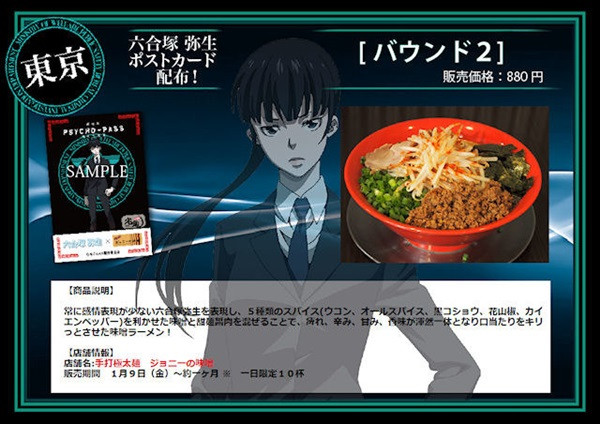 東京
六合塚 弥生
ポストカード
配布！
[ バウンド２]
販売価格：880 円
PSYCHO-PASS
SAMPLE
六合塚 弥生
【商品説明】
常に感情表現が少ない六合塚弥生を表現し、５種類のスパイス(ウコン、オールスパイス、黒コショウ、花山椒、カイ
エンペッパー)を利かせた味噌と甜麺醤肉を混ぜることで、痺れ、辛み、甘み、香味が渾然一体となり口当たりをキリ
っとさせた味噌ラーメン！
【店舗情報】
店舗名:手打極太麺　ジョニーの味噌
販売期間　１月９日（金）～約一ヶ月 ※　一日限定１０杯